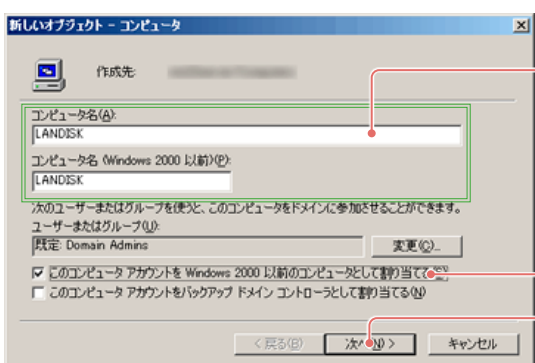 新しいオブジェクト - コンピュータ
作成先:
コンピュータ名(A):
LANDISK
コンピュータ名 (Windows 2000 以前)(P):
LANDISK
次のユーザーまたはグループを使うと、このコンピュータをドメインに参加させることができます。
ユーザーまたはグループ(U):
既定: Domain Admins
変更(C)...
このコンピュータ アカウントを Windows 2000 以前のコンピュータとして割り当てる
このコンピュータ アカウントをバックアップ ドメイン コントローラとして割り当てる(N)
< 戻る(B)
次へ(N) >
キャンセル